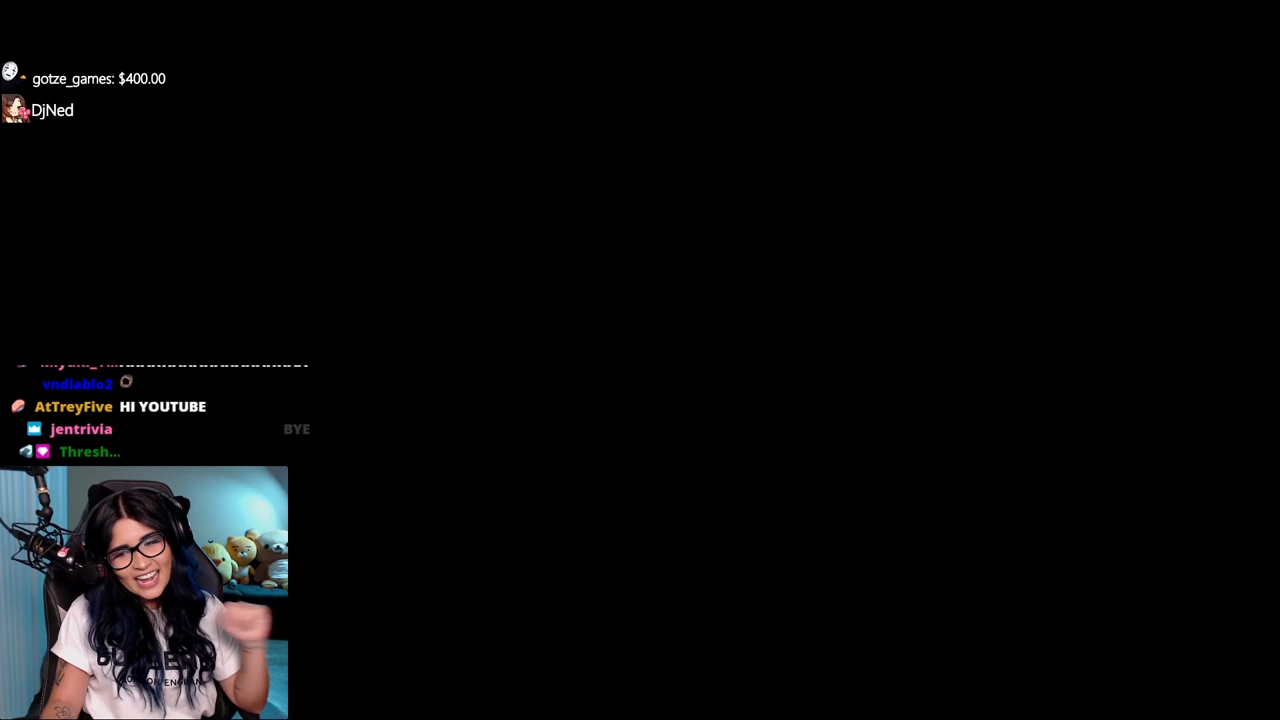 gotze_games: $400.00
DjNed
vndiablo2
AtTreyFive HI YOUTUBE
jentrivia BYE
Thresh...